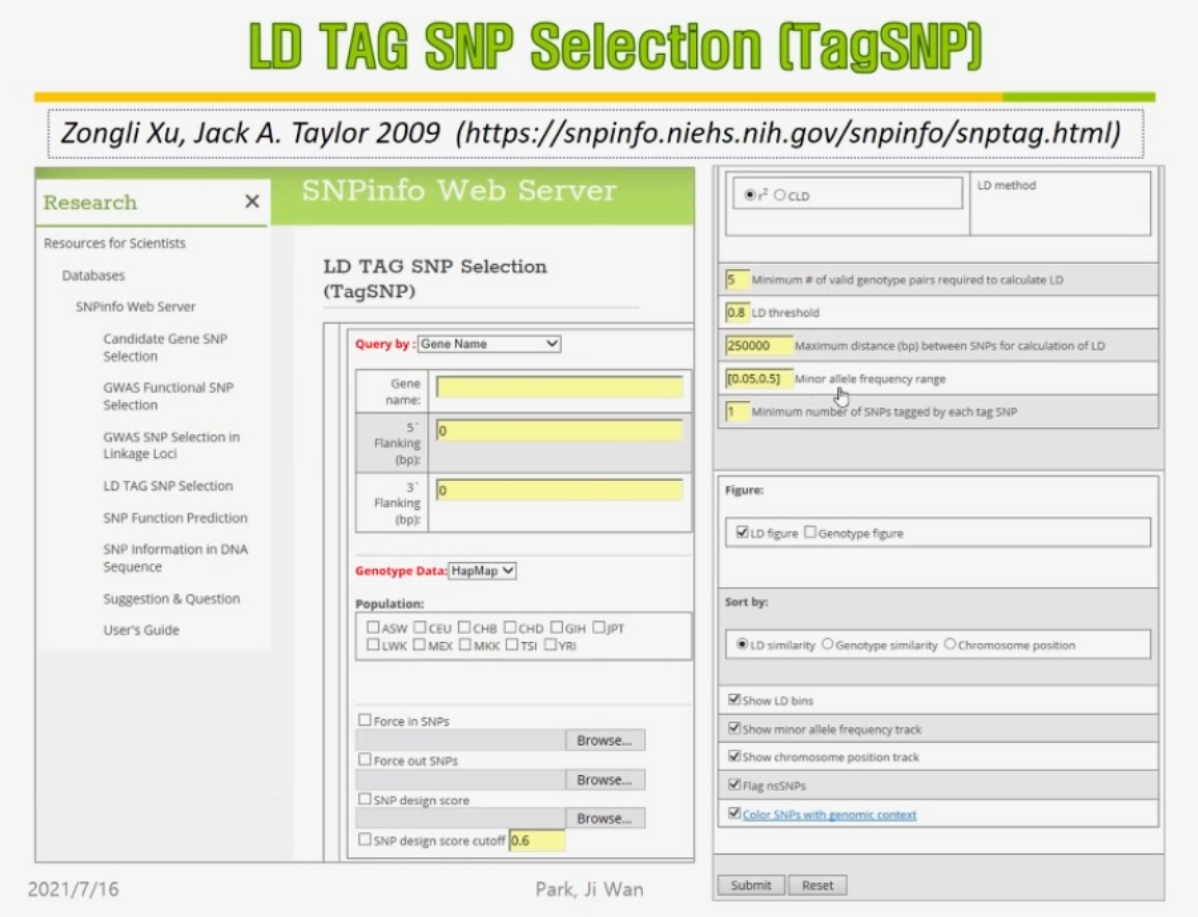 LD TAG SNP Selection (TagSNP)
Zongli Xu, Jack A. Taylor 2009 (https://snpinfo.niehs.nih.gov/snpinfo/snptag.html)
Research ×
Resources for Scientists
Databases
SNPinfo Web Server
Candidate Gene SNP
Selection
GWAS Functional SNP
Selection
GWAS SNP Selection in
Linkage Loci
LD TAG SNP Selection
SNP Function Prediction
SNP Information in DNA
Sequence
Suggestion & Question
User's Guide
SNPinfo Web Server
LD TAG SNP Selection
(TagSNP)
Query by : Gene Name
Gene
name:
5`
Flanking
(bp):
0
3`
Flanking
(bp):
0
Genotype Data: HapMap
Population:
ASW CEU CHB CHD GIH JPT
LWK MEX MKK TSI YRI
Force in SNPs
Browse...
Force out SNPs
Browse...
SNP design score
Browse...
SNP design score cutoff 0.6
r² CLD
LD method
5 Minimum # of valid genotype pairs required to calculate LD
0.8 LD threshold
250000 Maximum distance (bp) between SNPs for calculation of LD
[0.05,0.5] Minor allele frequency range
1 Minimum number of SNPs tagged by each tag SNP
Figure:
LD figure Genotype figure
Sort by:
LD similarity Genotype similarity Chromosome position
Show LD bins
Show minor allele frequency track
Show chromosome position track
Flag nsSNPs
Color SNPs with genomic context
Submit Reset
2021/7/16
Park, Ji Wan